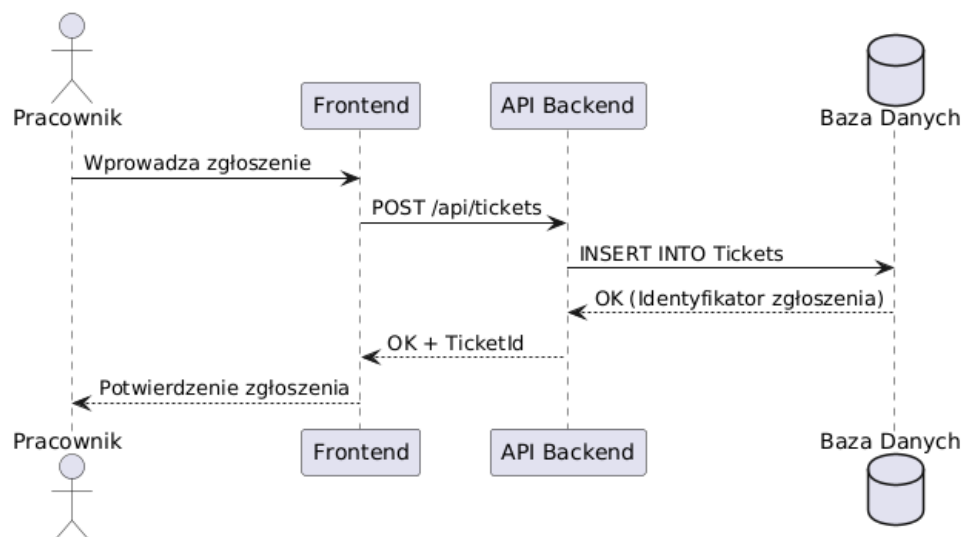 Pracownik
Frontend
API Backend
Baza Danych
Wprowadza zgłoszenie
POST /api/tickets
INSERT INTO Tickets
OK (Identyfikator zgłoszenia)
OK + TicketId
Potwierdzenie zgłoszenia
Pracownik
Frontend
API Backend
Baza Danych